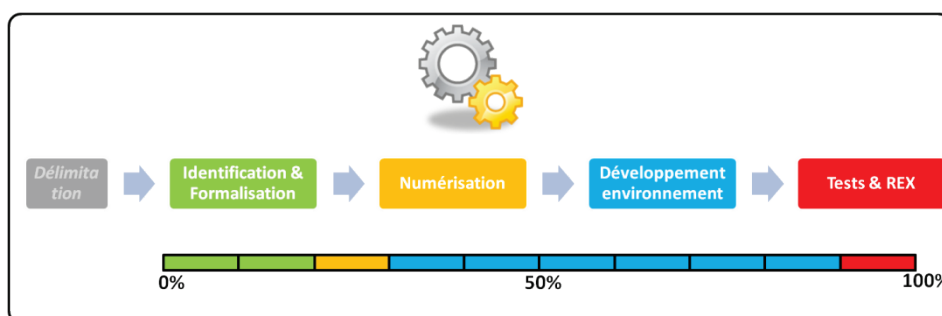 Délimita
tion
Identification &
Formalisation
Numérisation
Développement
environnement
Tests & REX
0%
50%
100%